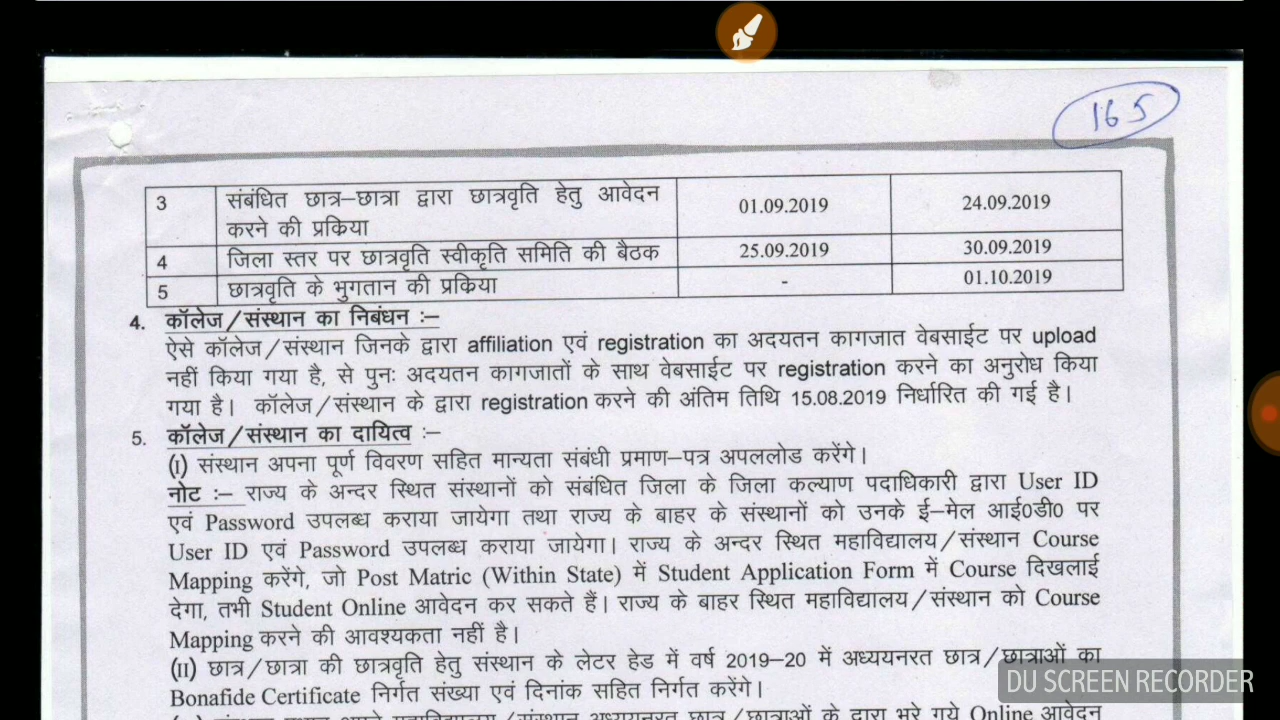 165
3 संबंधित छात्र–छात्रा द्वारा छात्रवृति हेतु आवेदन करने की प्रकिया 01.09.2019 24.09.2019
4 जिला स्तर पर छात्रवृति स्वीकृति समिति की बैठक 25.09.2019 30.09.2019
5 छात्रवृति के भुगतान की प्रकिया - 01.10.2019
4. कॉलेज/संस्थान का निबंधन :–
ऐसे कॉलेज/संस्थान जिनके द्वारा affiliation एवं registration का अदयतन कागजात वेबसाईट पर upload
नहीं किया गया है, से पुनः अदयतन कागजातों के साथ वेबसाईट पर registration करने का अनुरोध किया
गया है। कॉलेज/संस्थान के द्वारा registration करने की अंतिम तिथि 15.08.2019 निर्धारित की गई है।
5. कॉलेज/संस्थान का दायित्व :–
(I) संस्थान अपना पूर्ण विवरण सहित मान्यता संबंधी प्रमाण–पत्र अपललोड करेंगे।
नोट :– राज्य के अन्दर स्थित संस्थानों को संबंधित जिला के जिला कल्याण पदाधिकारी द्वारा User ID
एवं Password उपलब्ध कराया जायेगा तथा राज्य के बाहर के संस्थानों को उनके ई–मेल आई0डी0 पर
User ID एवं Password उपलब्ध कराया जायेगा। राज्य के अन्दर स्थित महाविद्यालय/संस्थान Course
Mapping करेंगे, जो Post Matric (Within State) में Student Application Form में Course दिखलाई
देगा, तभी Student Online आवेदन कर सकते हैं। राज्य के बाहर स्थित महाविद्यालय/संस्थान को Course
Mapping करने की आवश्यकता नहीं है।
(II) छात्र/छात्रा की छात्रवृति हेतु संस्थान के लेटर हेड में वर्ष 2019–20 में अध्ययनरत छात्र/छात्राओं का
Bonafide Certificate निर्गत संख्या एवं दिनांक सहित निर्गत करेंगे।
संस्थान अध्ययनरत छात्र/छात्राओं के द्वारा भरे गये Online आवेदन
DU SCREEN RECORDER